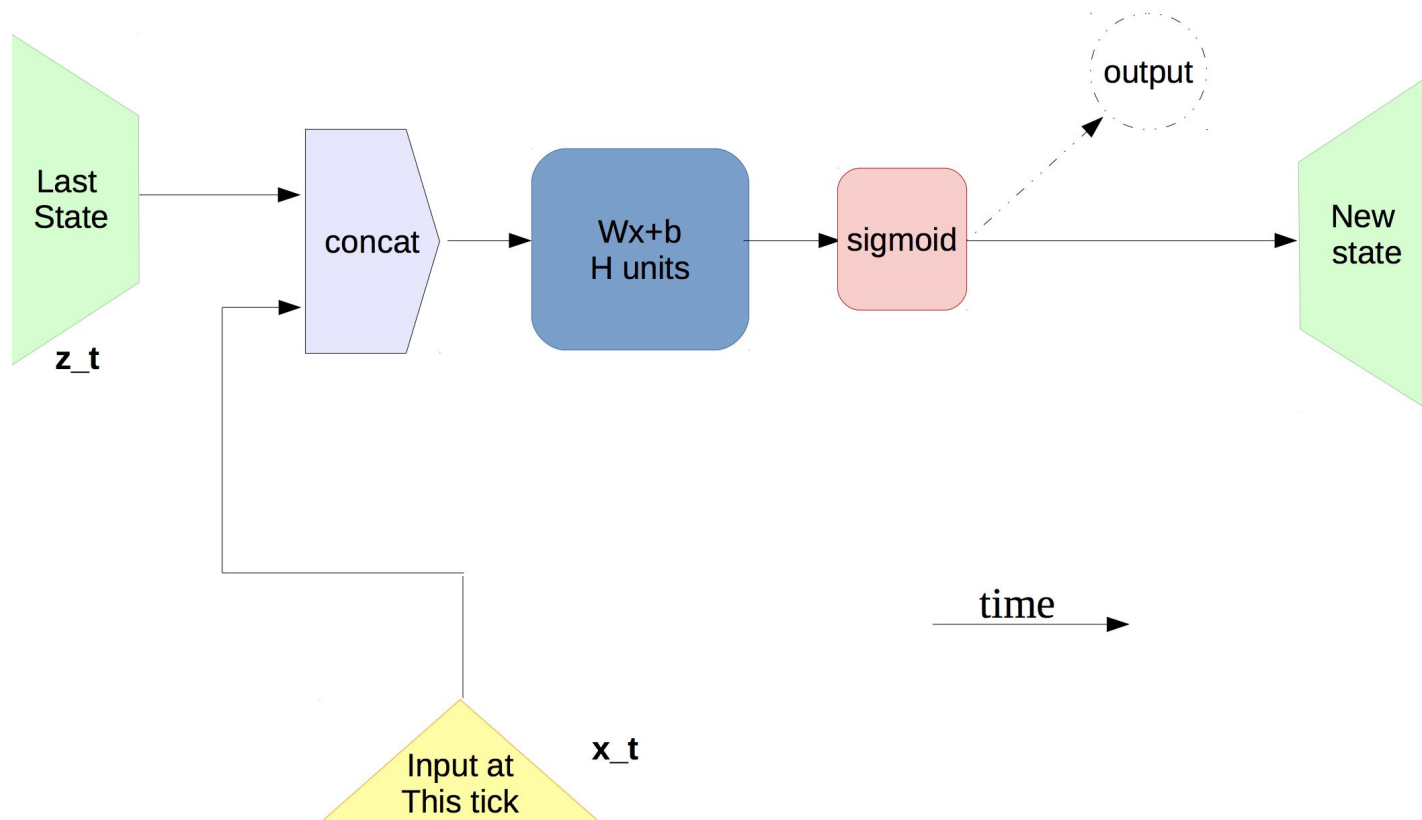 output
Last
State
concat
Wx+b
H units
sigmoid
New
state
z_t
time
x_t
Input at
This tick